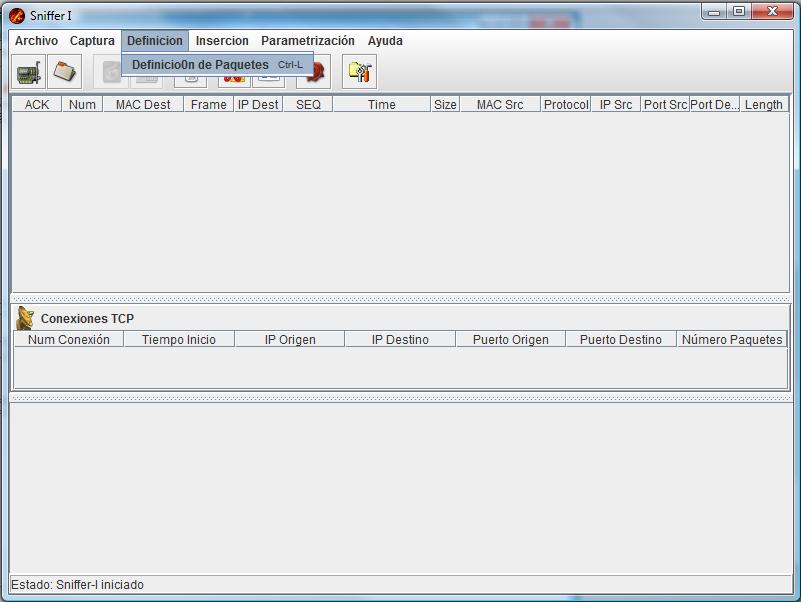 Sniffer I
Archivo Captura Definicion Insercion Parametrización Ayuda
Definicio0n de Paquetes Ctrl-L
ACK Num MAC Dest Frame IP Dest SEQ Time Size MAC Src Protocol IP Src Port Src Port De... Length
Conexiones TCP
Num Conexión Tiempo Inicio IP Origen IP Destino Puerto Origen Puerto Destino Número Paquetes
Estado: Sniffer-I iniciado